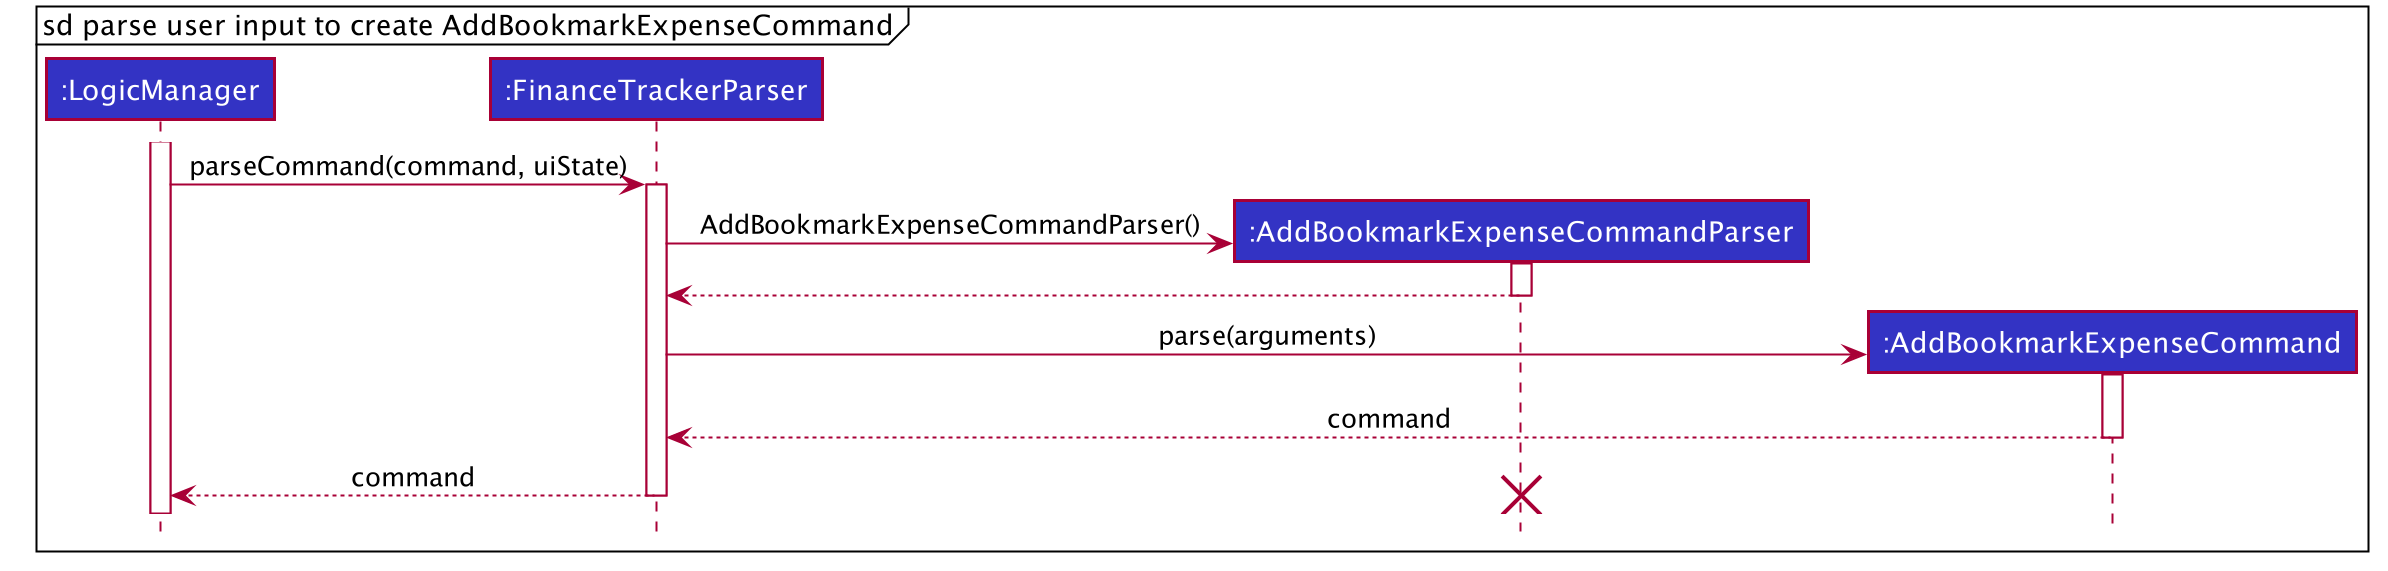 sd parse user input to create AddBookmarkExpenseCommand
:LogicManager
:FinanceTrackerParser
parseCommand(command, uiState)
AddBookmarkExpenseCommandParser()
:AddBookmarkExpenseCommandParser
parse(arguments)
:AddBookmarkExpenseCommand
command
command